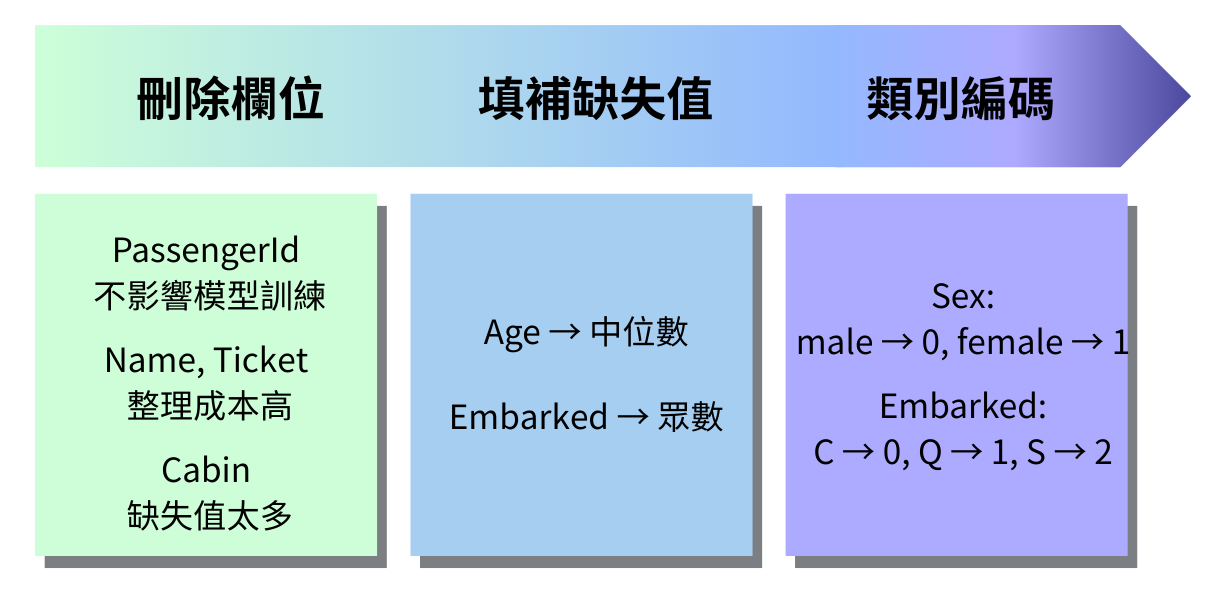 刪除欄位
填補缺失值
類別編碼
PassengerId
不影響模型訓練
Name, Ticket
整理成本高
Cabin
缺失值太多
Age → 中位數
Embarked → 眾數
Sex:
male → 0, female → 1
Embarked:
C → 0, Q → 1, S → 2